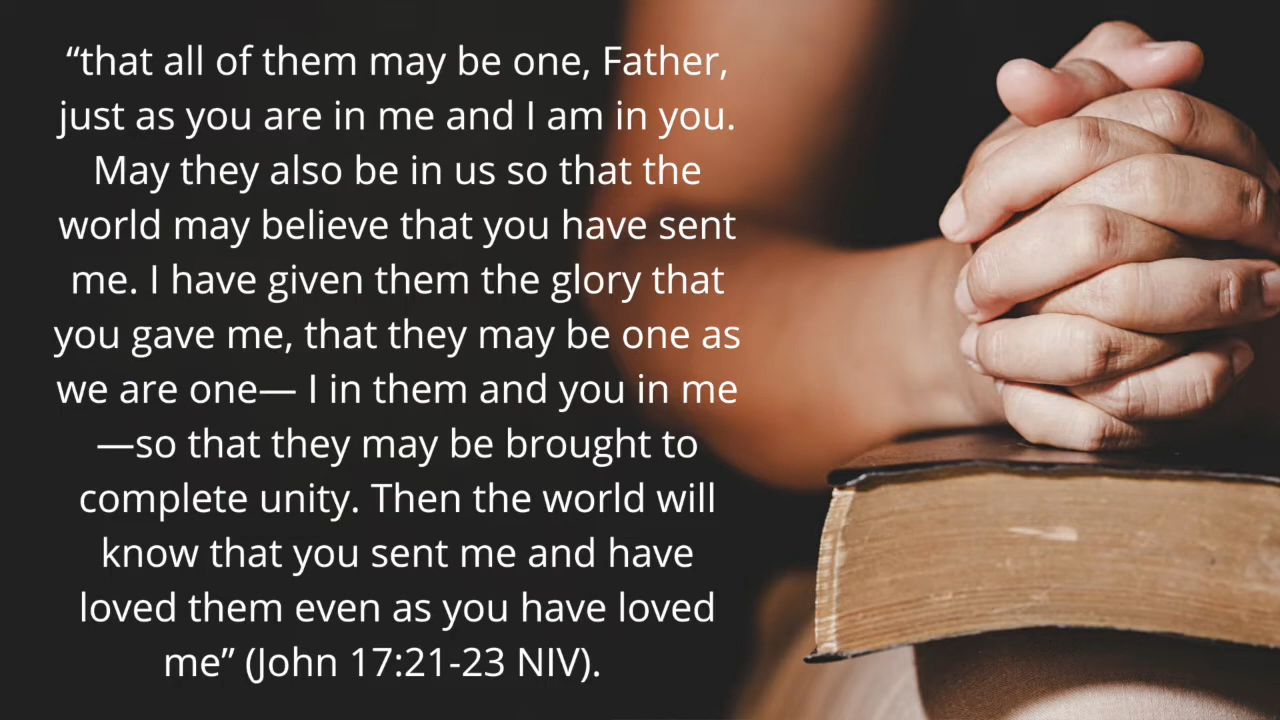 “that all of them may be one, Father,
just as you are in me and I am in you.
May they also be in us so that the
world may believe that you have sent
me. I have given them the glory that
you gave me, that they may be one as
we are one— I in them and you in me
—so that they may be brought to
complete unity. Then the world will
know that you sent me and have
loved them even as you have loved
me” (John 17:21-23 NIV).